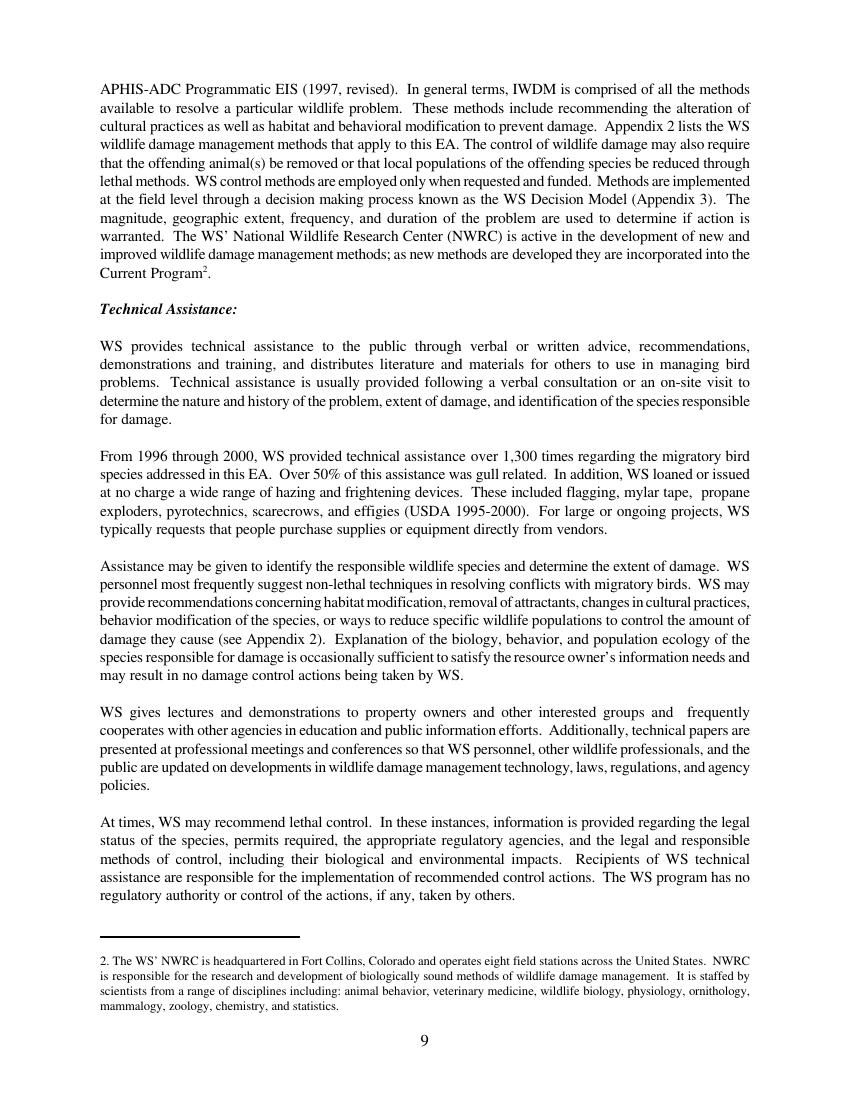 APHIS-ADC Programmatic EIS (1997, revised).  In general terms, IWDM is comprised of all the methods
available to resolve a particular wildlife problem.  These methods include recommending the alteration of
cultural practices as well as habitat and behavioral modification to prevent damage.  Appendix 2 lists the WS
wildlife damage management methods that apply to this EA. The control of wildlife damage may also require
that the offending animal(s) be removed or that local populations of the offending species be reduced through
lethal methods.  WS control methods are employed only when requested and funded.  Methods are implemented
at the field level through a decision making process known as the WS Decision Model (Appendix 3).  The
magnitude, geographic extent, frequency, and duration of the problem are used to determine if action is
warranted.  The WS' National Wildlife Research Center (NWRC) is active in the development of new and
improved wildlife damage management methods; as new methods are developed they are incorporated into the
Current Program².
Technical Assistance:
WS provides technical assistance to the public through verbal or written advice, recommendations,
demonstrations and training, and distributes literature and materials for others to use in managing bird
problems.  Technical assistance is usually provided following a verbal consultation or an on-site visit to
determine the nature and history of the problem, extent of damage, and identification of the species responsible
for damage.
From 1996 through 2000, WS provided technical assistance over 1,300 times regarding the migratory bird
species addressed in this EA.  Over 50% of this assistance was gull related.  In addition, WS loaned or issued
at no charge a wide range of hazing and frightening devices.  These included flagging, mylar tape,  propane
exploders, pyrotechnics, scarecrows, and effigies (USDA 1995-2000).  For large or ongoing projects, WS
typically requests that people purchase supplies or equipment directly from vendors.
Assistance may be given to identify the responsible wildlife species and determine the extent of damage.  WS
personnel most frequently suggest non-lethal techniques in resolving conflicts with migratory birds.  WS may
provide recommendations concerning habitat modification, removal of attractants, changes in cultural practices,
behavior modification of the species, or ways to reduce specific wildlife populations to control the amount of
damage they cause (see Appendix 2).  Explanation of the biology, behavior, and population ecology of the
species responsible for damage is occasionally sufficient to satisfy the resource owner's information needs and
may result in no damage control actions being taken by WS.
WS gives lectures and demonstrations to property owners and other interested groups and  frequently
cooperates with other agencies in education and public information efforts.  Additionally, technical papers are
presented at professional meetings and conferences so that WS personnel, other wildlife professionals, and the
public are updated on developments in wildlife damage management technology, laws, regulations, and agency
policies.
At times, WS may recommend lethal control.  In these instances, information is provided regarding the legal
status of the species, permits required, the appropriate regulatory agencies, and the legal and responsible
methods of control, including their biological and environmental impacts.  Recipients of WS technical
assistance are responsible for the implementation of recommended control actions.  The WS program has no
regulatory authority or control of the actions, if any, taken by others.
2. The WS' NWRC is headquartered in Fort Collins, Colorado and operates eight field stations across the United States.  NWRC
is responsible for the research and development of biologically sound methods of wildlife damage management.  It is staffed by
scientists from a range of disciplines including: animal behavior, veterinary medicine, wildlife biology, physiology, ornithology,
mammalogy, zoology, chemistry, and statistics.
9